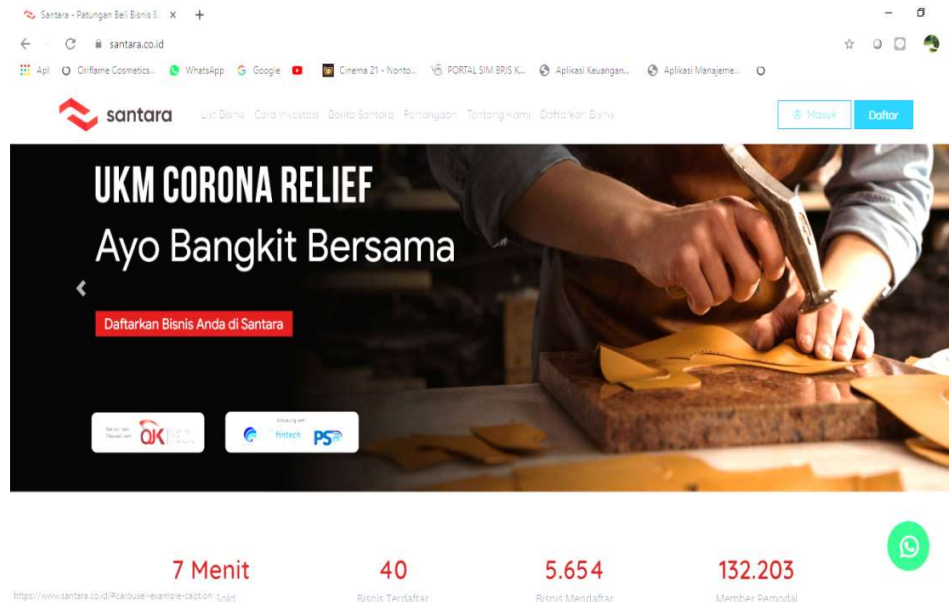 Santara - Patungan Beli Bisnis B
santara.co.id
Apl Oriflame Cosmetics... WhatsApp Google Cinema 21 - Nonto... PORTAL SIM BPJS K... Aplikasi Keuangan... Aplikasi Manajeme...
santara List Bisnis Cara Investasi Berita Santara Pertanyaan Tentang Kami Daftarkan Bisnis Masuk Daftar
UKM CORONA RELIEF
Ayo Bangkit Bersama
Daftarkan Bisnis Anda di Santara
OJK
fintech PS
7 Menit 40 5.654 132.203
Sold Bisnis Terdaftar Bisnis Mendaftar Member Pemodal
https://www.santara.co.id/#carousel-example-caption